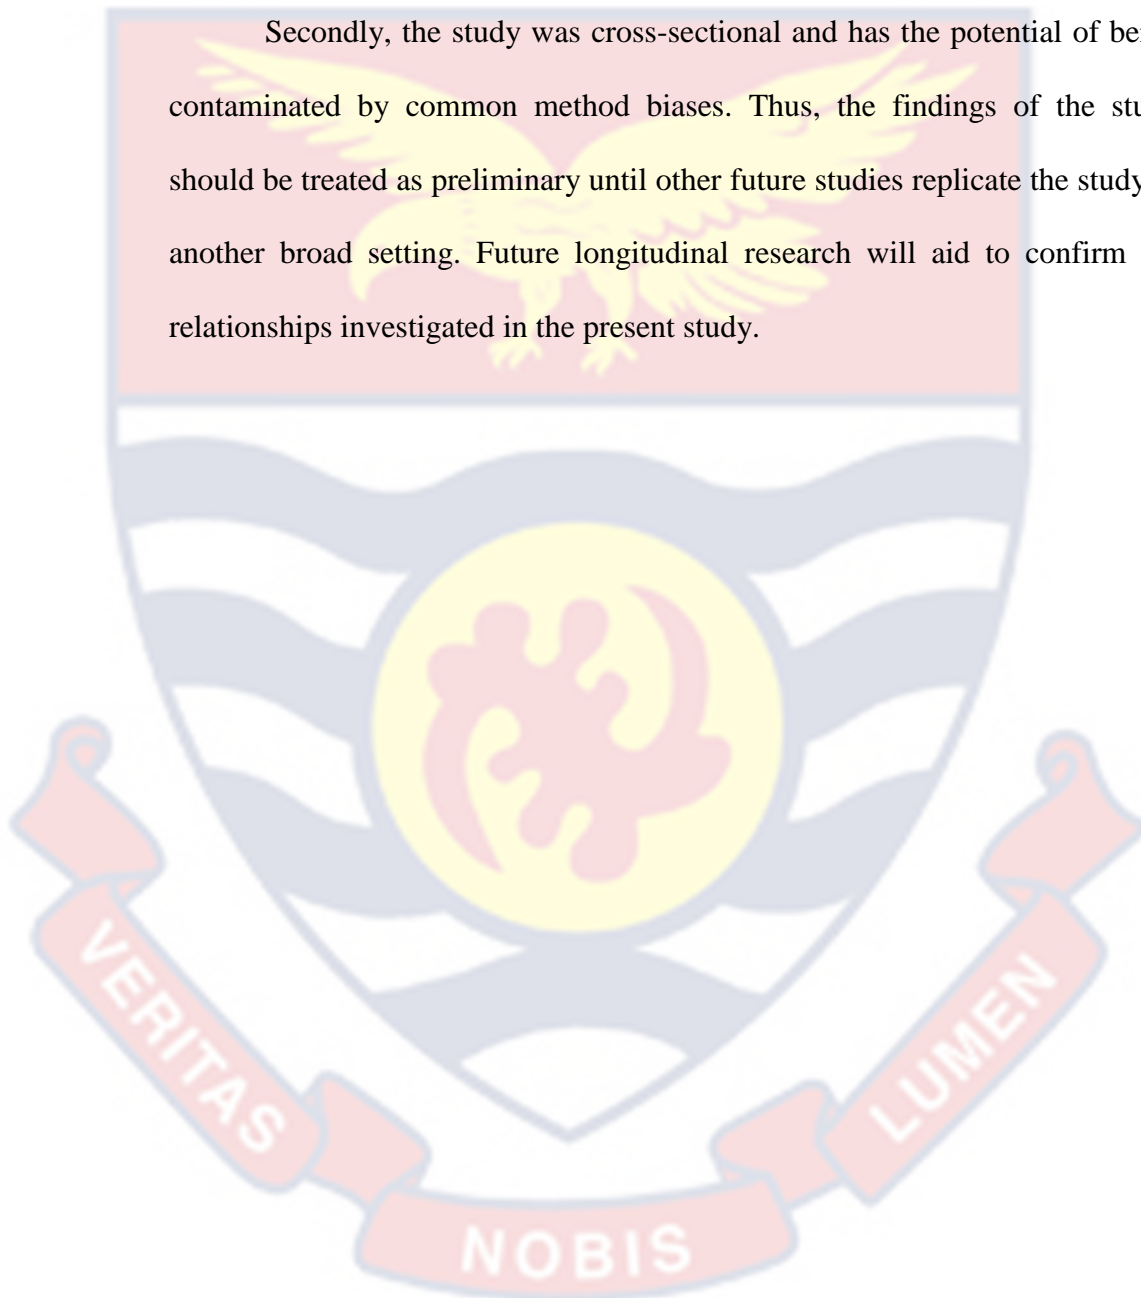 Secondly, the study was cross-sectional and has the potential of be
contaminated by common method biases. Thus, the findings of the stu
should be treated as preliminary until other future studies replicate the study
another broad setting. Future longitudinal research will aid to confirm
relationships investigated in the present study.
VERITAS
NOBIS
LUMEN